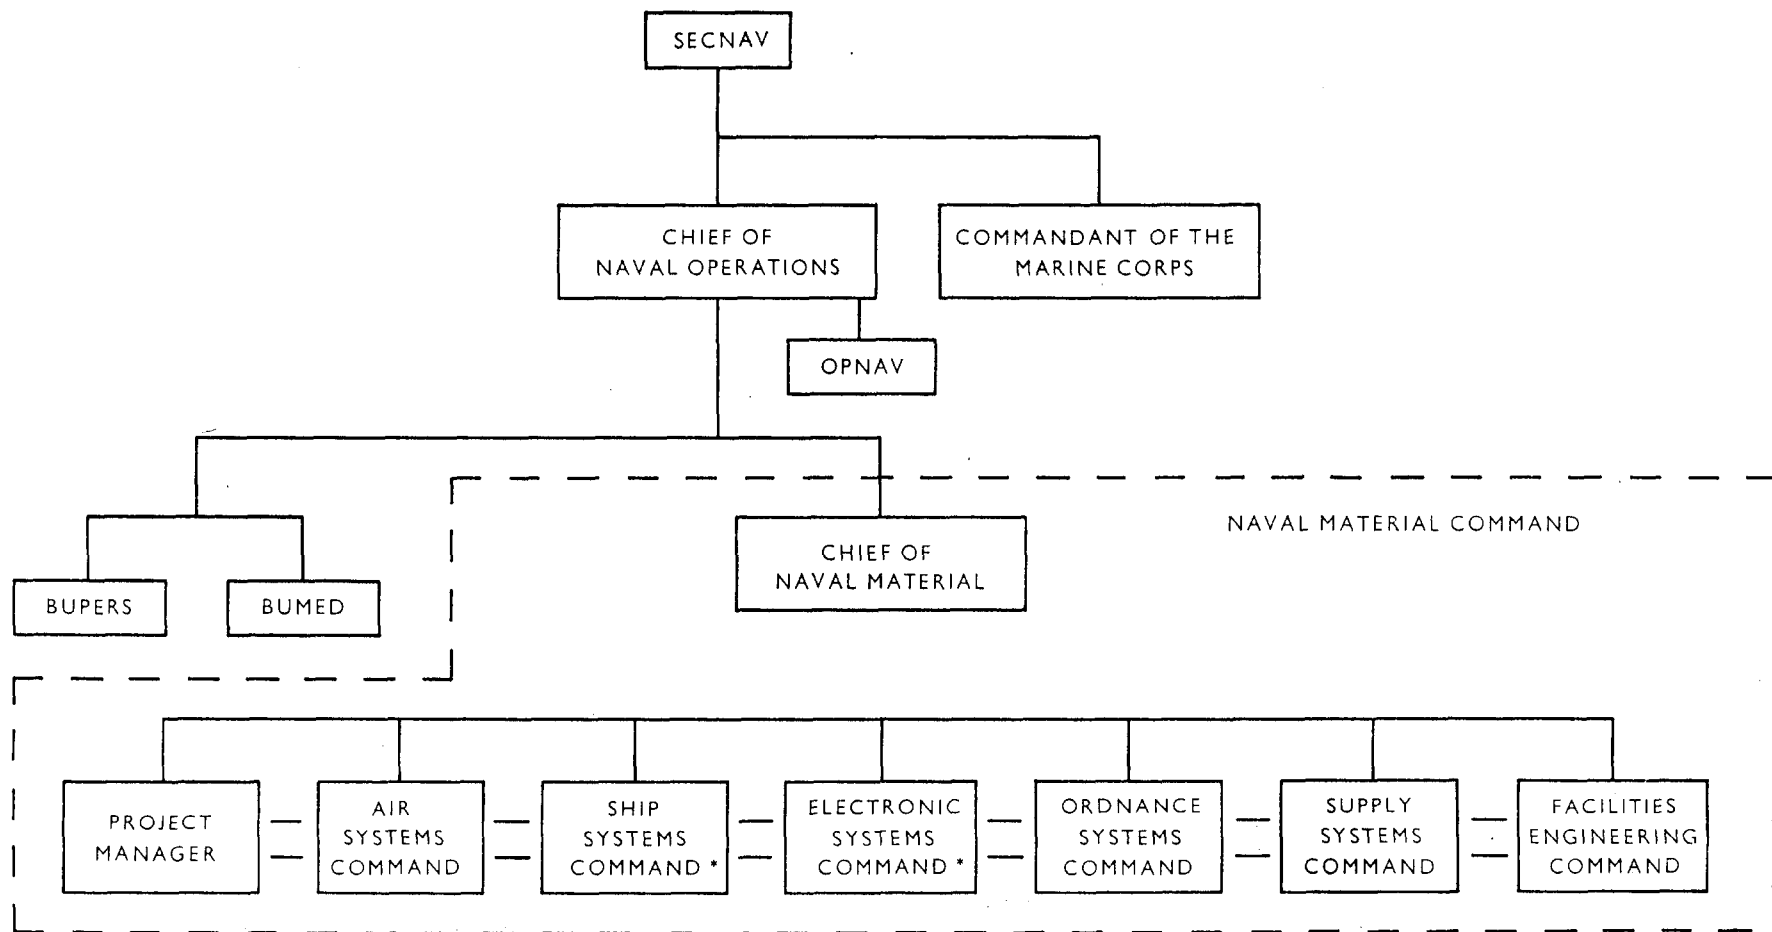 SECNAV
CHIEF OF
NAVAL OPERATIONS
COMMANDANT OF THE
MARINE CORPS
OPNAV
NAVAL MATERIAL COMMAND
CHIEF OF
NAVAL MATERIAL
BUPERS
BUMED
PROJECT
MANAGER
AIR
SYSTEMS
COMMAND
SHIP
SYSTEMS
COMMAND *
ELECTRONIC
SYSTEMS
COMMAND *
ORDNANCE
SYSTEMS
COMMAND
SUPPLY
SYSTEMS
COMMAND
FACILITIES
ENGINEERING
COMMAND